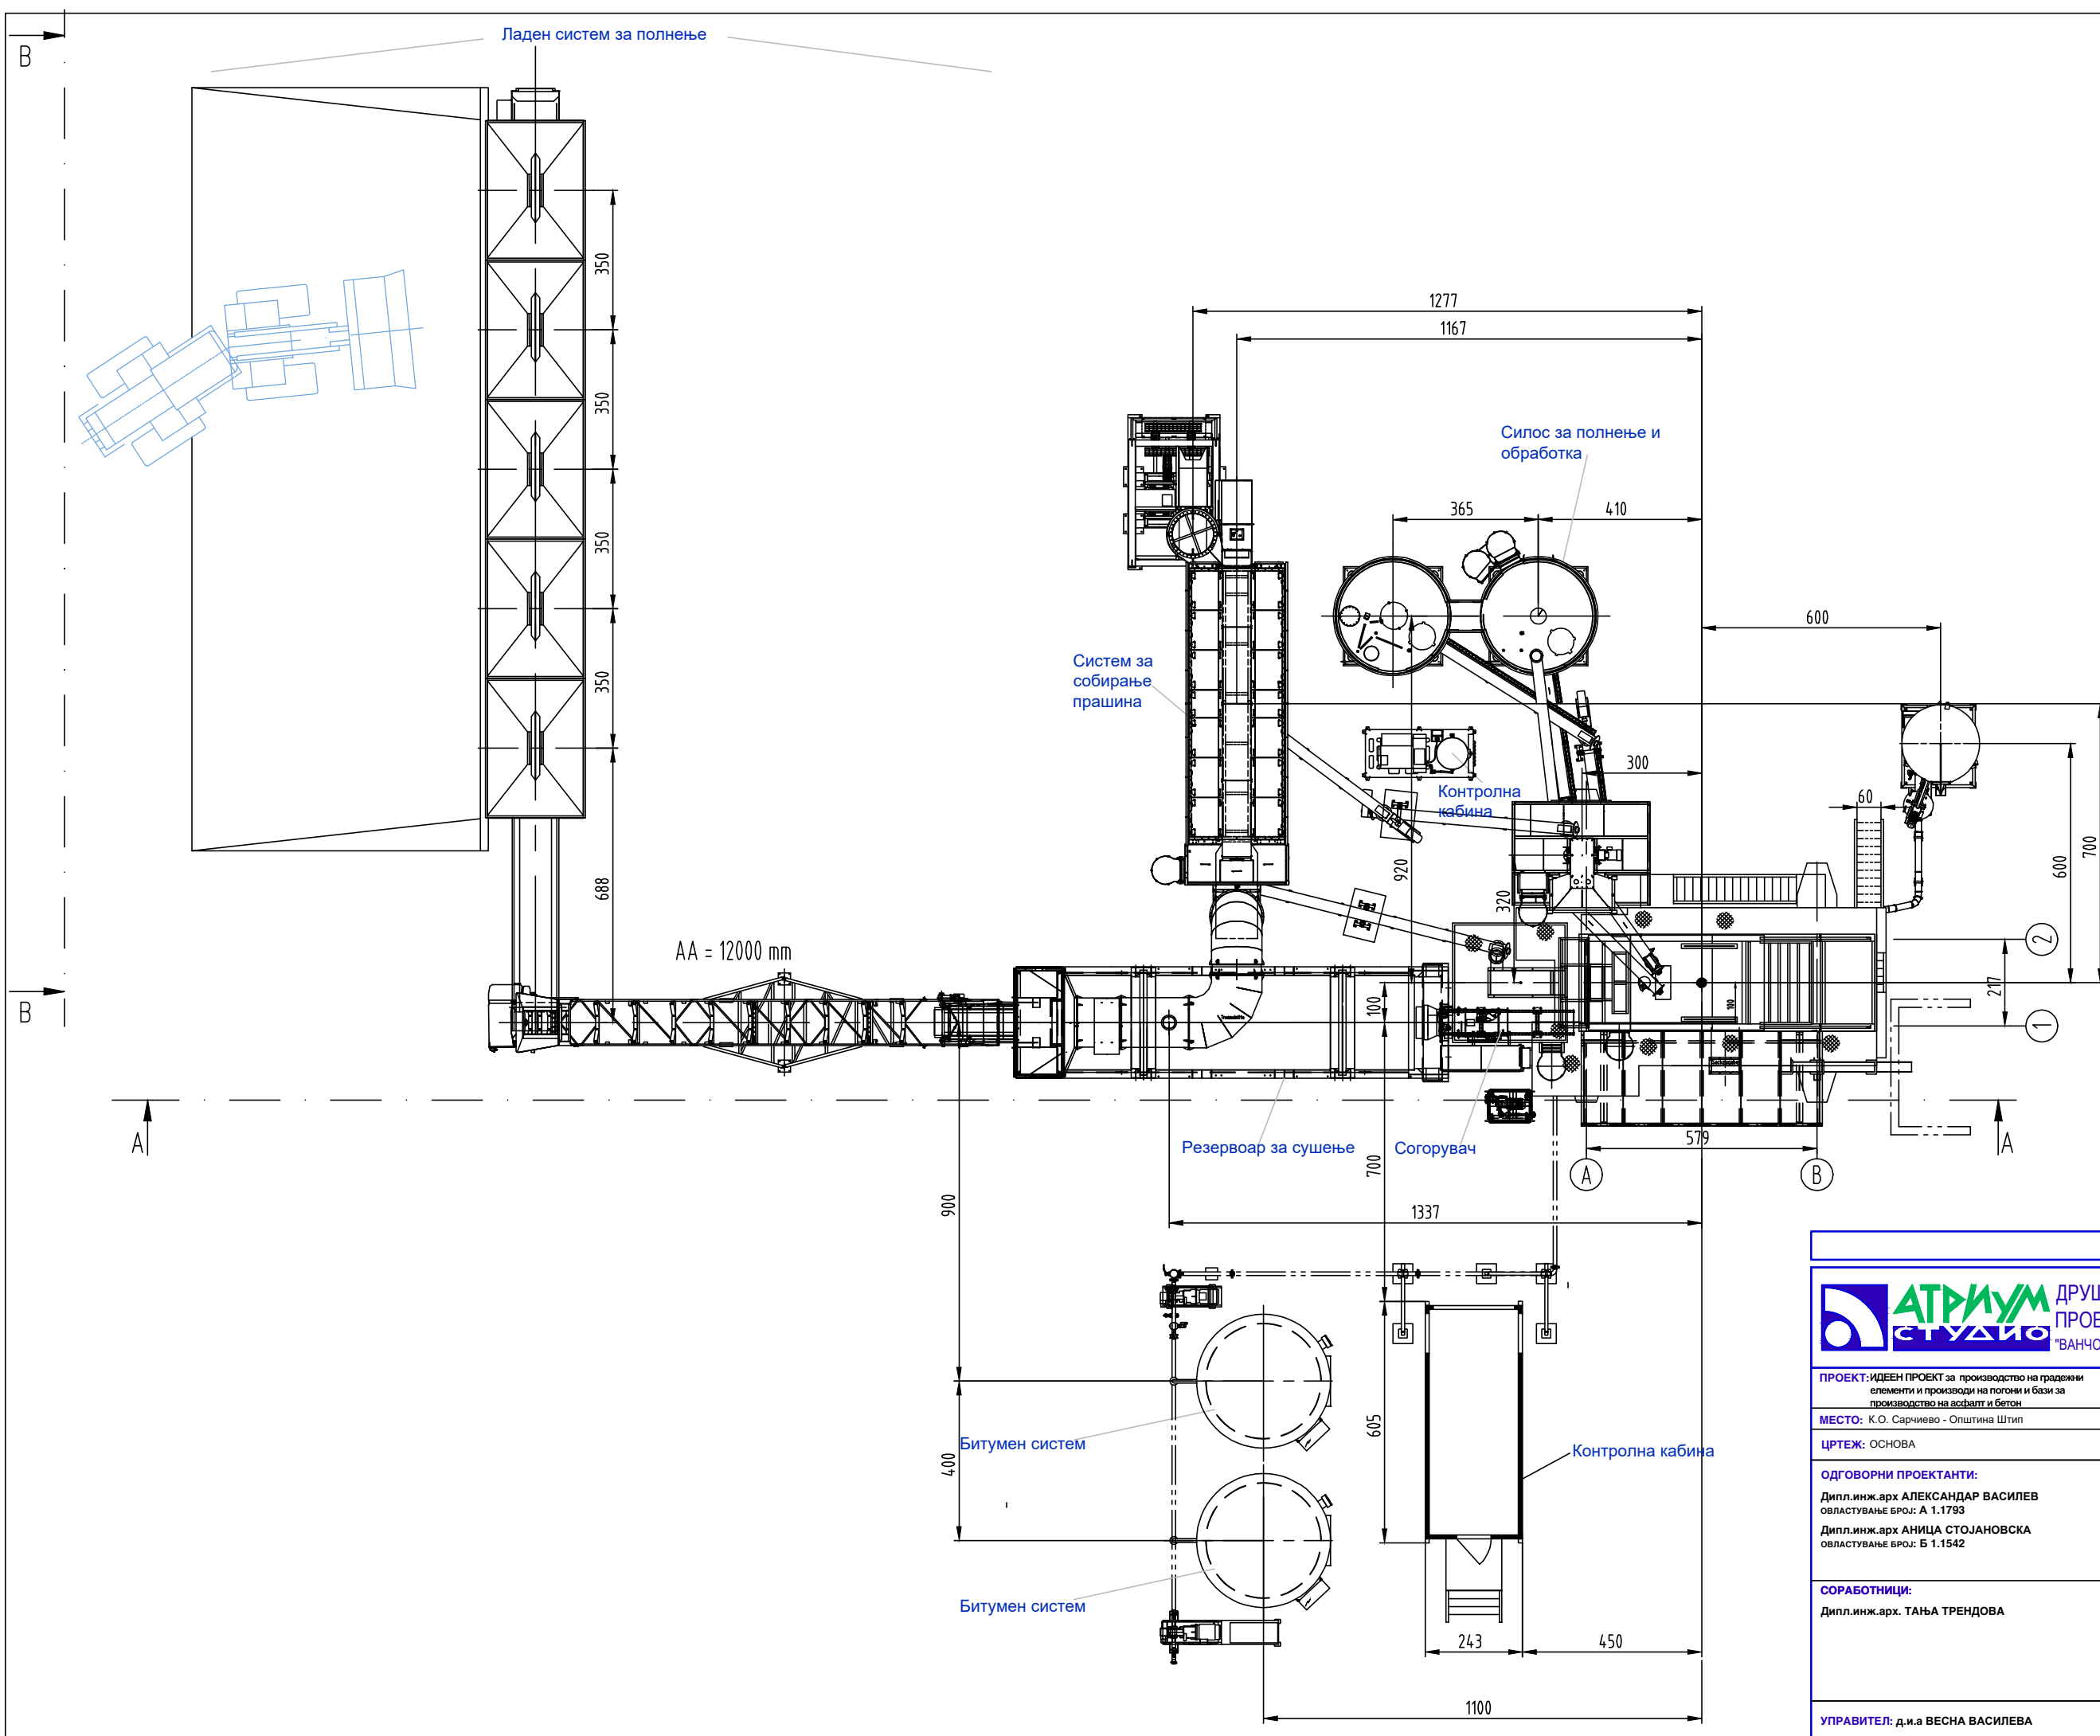 B
Ладен систем за полнење
350
350
350
350
688
B
AA = 12000 mm
1277
1167
Силос за полнење и
обработка
365
410
600
Систем за
собирање
прашина
300
Контролна
кабина
60
920
320
700
600
2
217
1
100
100
A
A
Резервоар за сушење
Согорувач
579
A
B
700
900
1337
605
400
Битумен систем
Контролна кабина
Битумен систем
243
450
1100
АТРИУМ
СТУДИО
ДРУШ
"ВАНЧО
ПРОЕКТ: ИДЕЕН ПРОЕКТ за производство на градежни
елементи и производи на погони и бази за
производство на асфалт и бетон
МЕСТО: К.О. Сарчиево - Општина Штип
ЦРТЕЖ: ОСНОВА
ОДГОВОРНИ ПРОЕКТАНТИ:
Дипл.инж.арх АЛЕКСАНДАР ВАСИЛЕВ
ОВЛАСТУВАЊЕ БРОЈ: А 1.1793
Дипл.инж.арх АНИЦА СТОЈАНОВСКА
ОВЛАСТУВАЊЕ БРОЈ: Б 1.1542
СОРАБОТНИЦИ:
Дипл.инж.арх. ТАЊА ТРЕНДОВА
УПРАВИТЕЛ: д.и.а ВЕСНА ВАСИЛЕВА